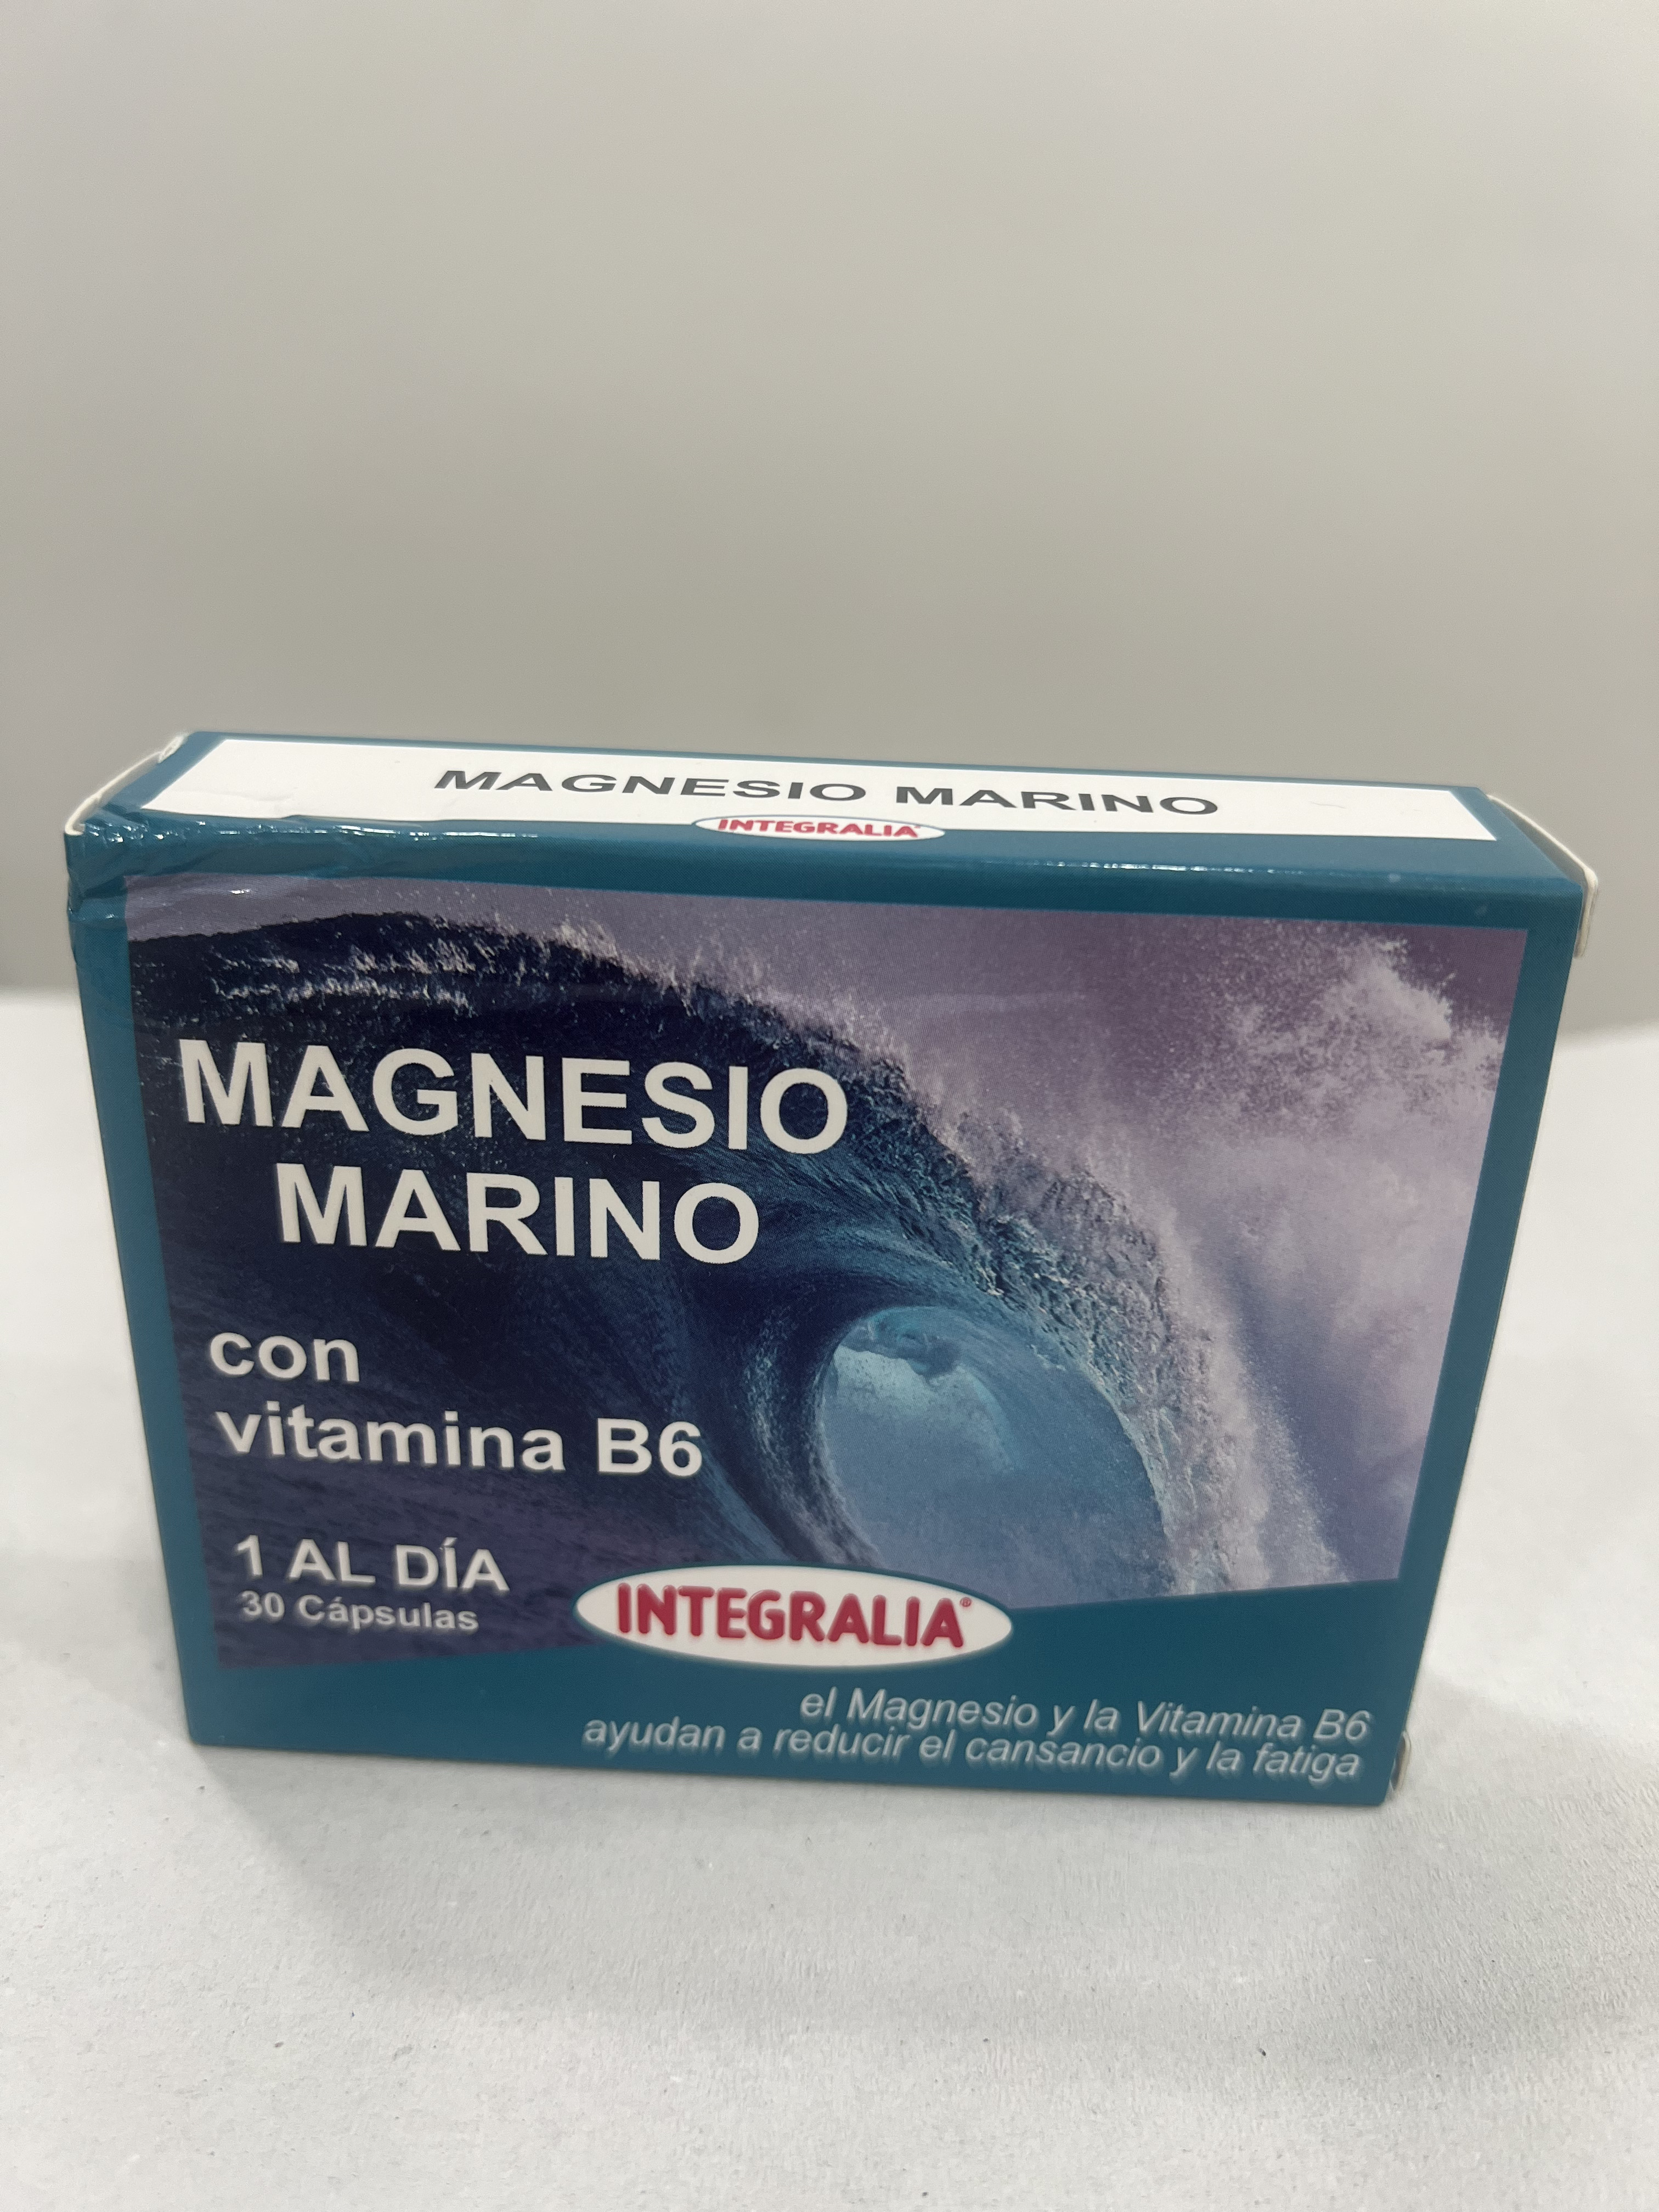 MAGNESIO MARINO
INTEGRALIA
MAGNESIO
MARINO
con
vitamina B6
1 AL DÍA
30 Cápsulas
INTEGRALIA®
el Magnesio y la Vitamina B6
ayudan a reducir el cansancio y la fatiga